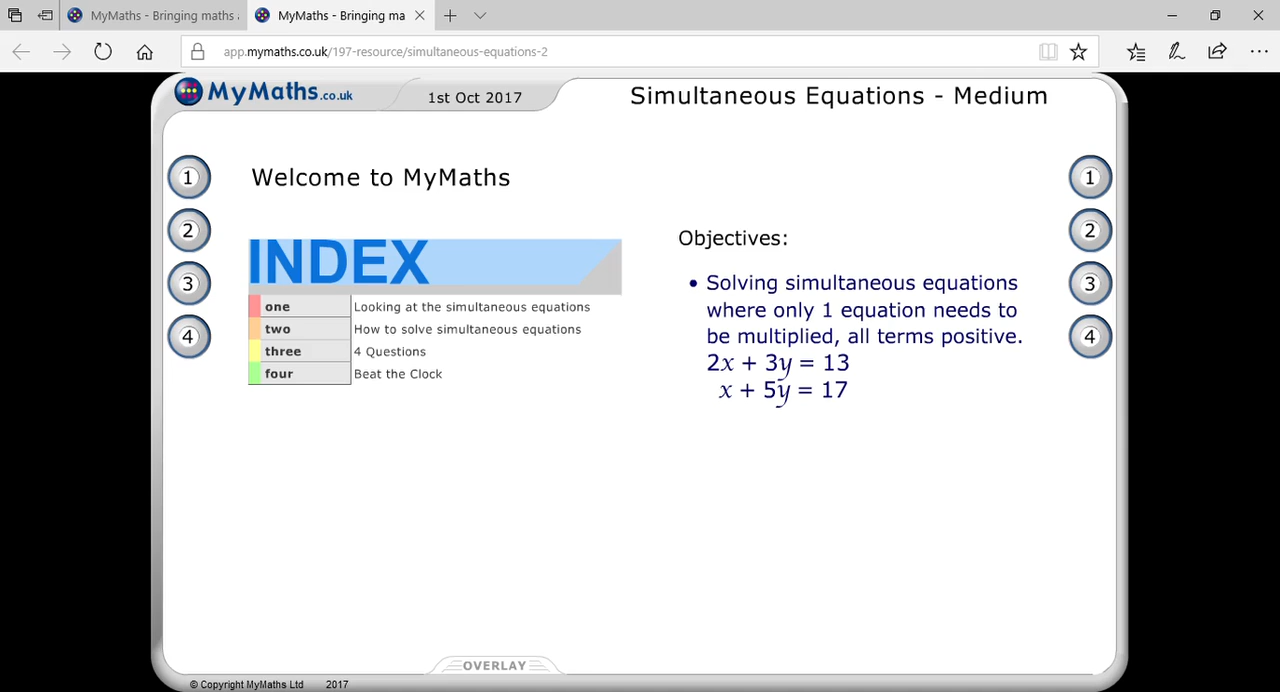 MyMaths - Bringing maths a
MyMaths - Bringing ma
app.mymaths.co.uk/197-resource/simultaneous-equations-2
MyMaths.co.uk
1st Oct 2017
Simultaneous Equations - Medium
Welcome to MyMaths
INDEX
one Looking at the simultaneous equations
two How to solve simultaneous equations
three 4 Questions
four Beat the Clock
Objectives:
• Solving simultaneous equations
where only 1 equation needs to
be multiplied, all terms positive.
2x + 3y = 13
x + 5y = 17
1
2
3
4
1
2
3
4
OVERLAY
© Copyright MyMaths Ltd 2017